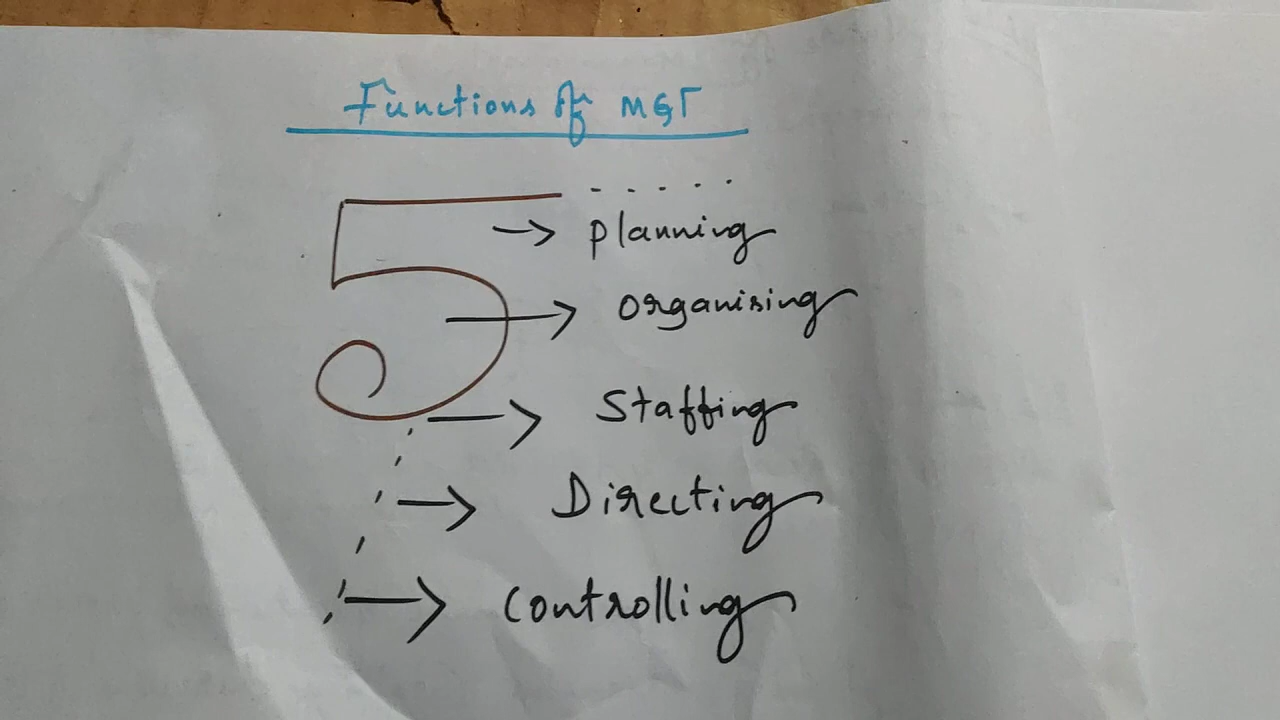 Functions Of MGT
5
→ planning
→ organising
→ Staffing
→ Directing
→ controlling